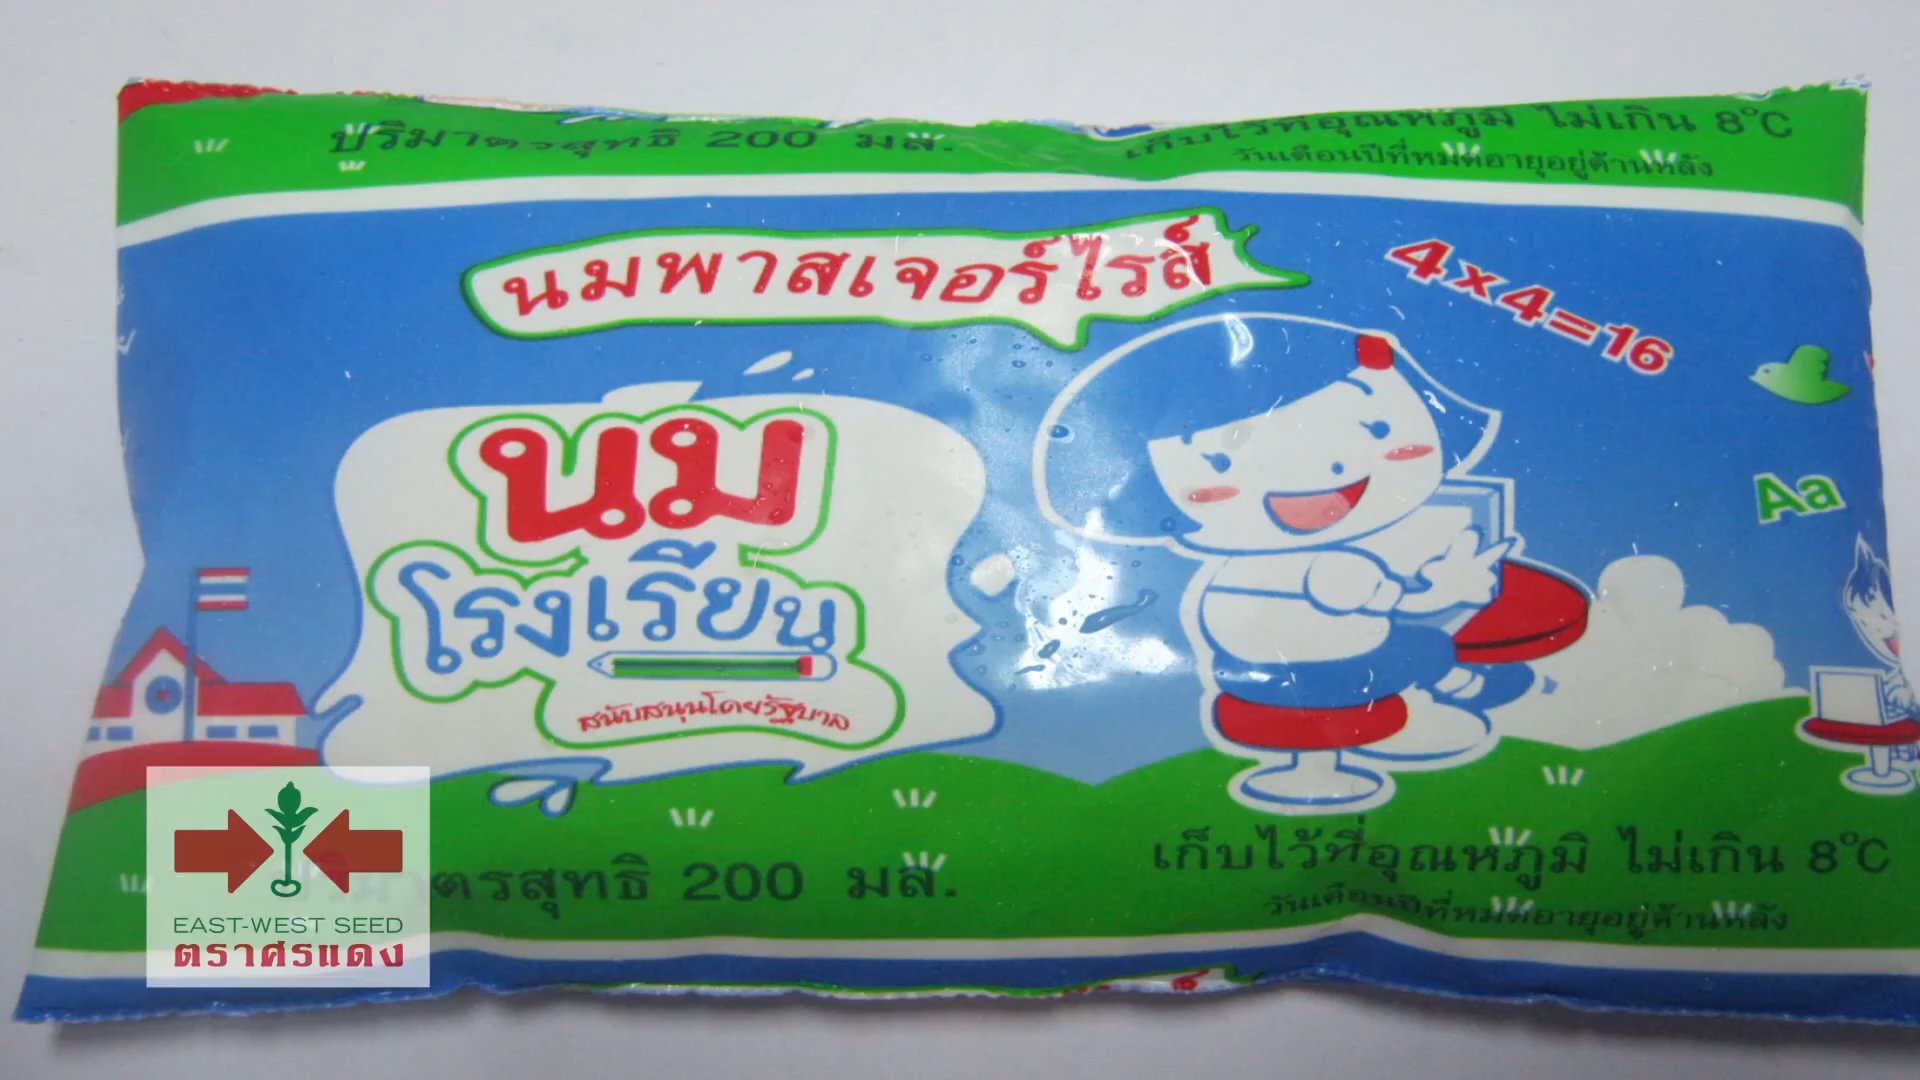 ปริมาตรสุทธิ 200 มล.
เก็บไว้ที่อุณหภูมิ ไม่เกิน 8°C
วันเดือนปีที่หมดอายุอยู่ด้านหลัง
นมพาสเจอร์ไรส์
4x4=16
นม
โรงเรียน
Aa
สนับสนุนโดยรัฐบาล
ปริมาตรสุทธิ 200 มล.
เก็บไว้ที่อุณหภูมิ ไม่เกิน 8°C
วันเดือนปีที่หมดอายุอยู่ด้านหลัง
EAST-WEST SEED
ตราศรแดง